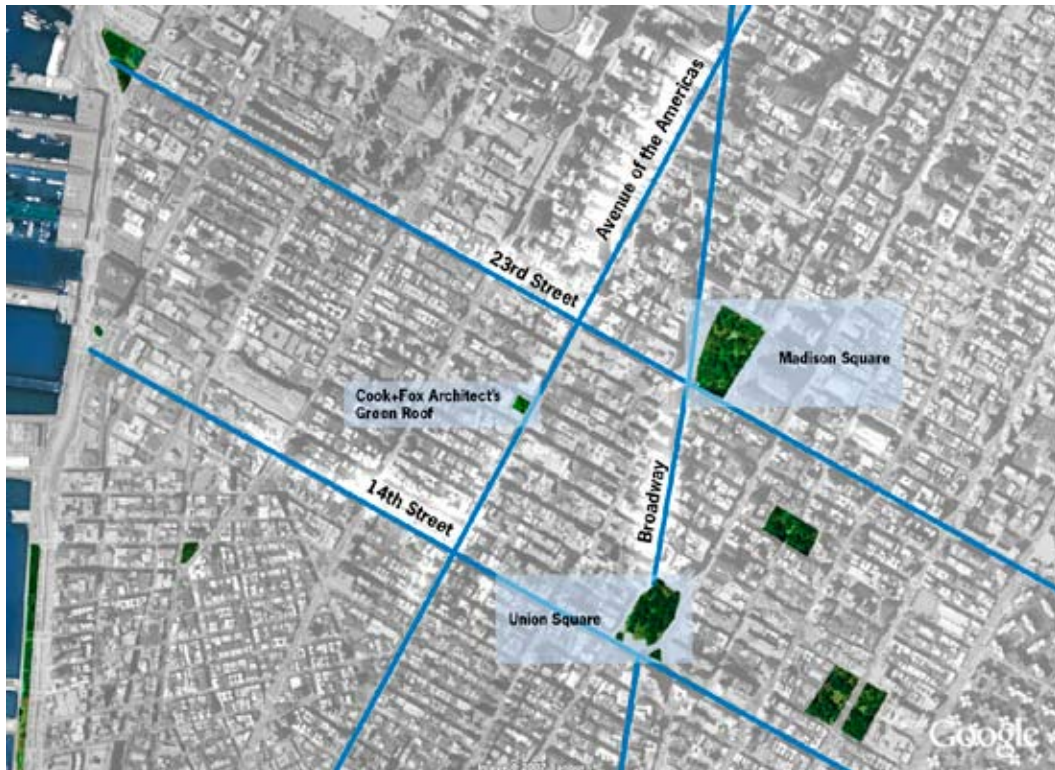 Avenue of the Americas
23rd Street
Madison Square
Cook+Fox Architect's
Green Roof
14th Street
Broadway
Union Square
Google